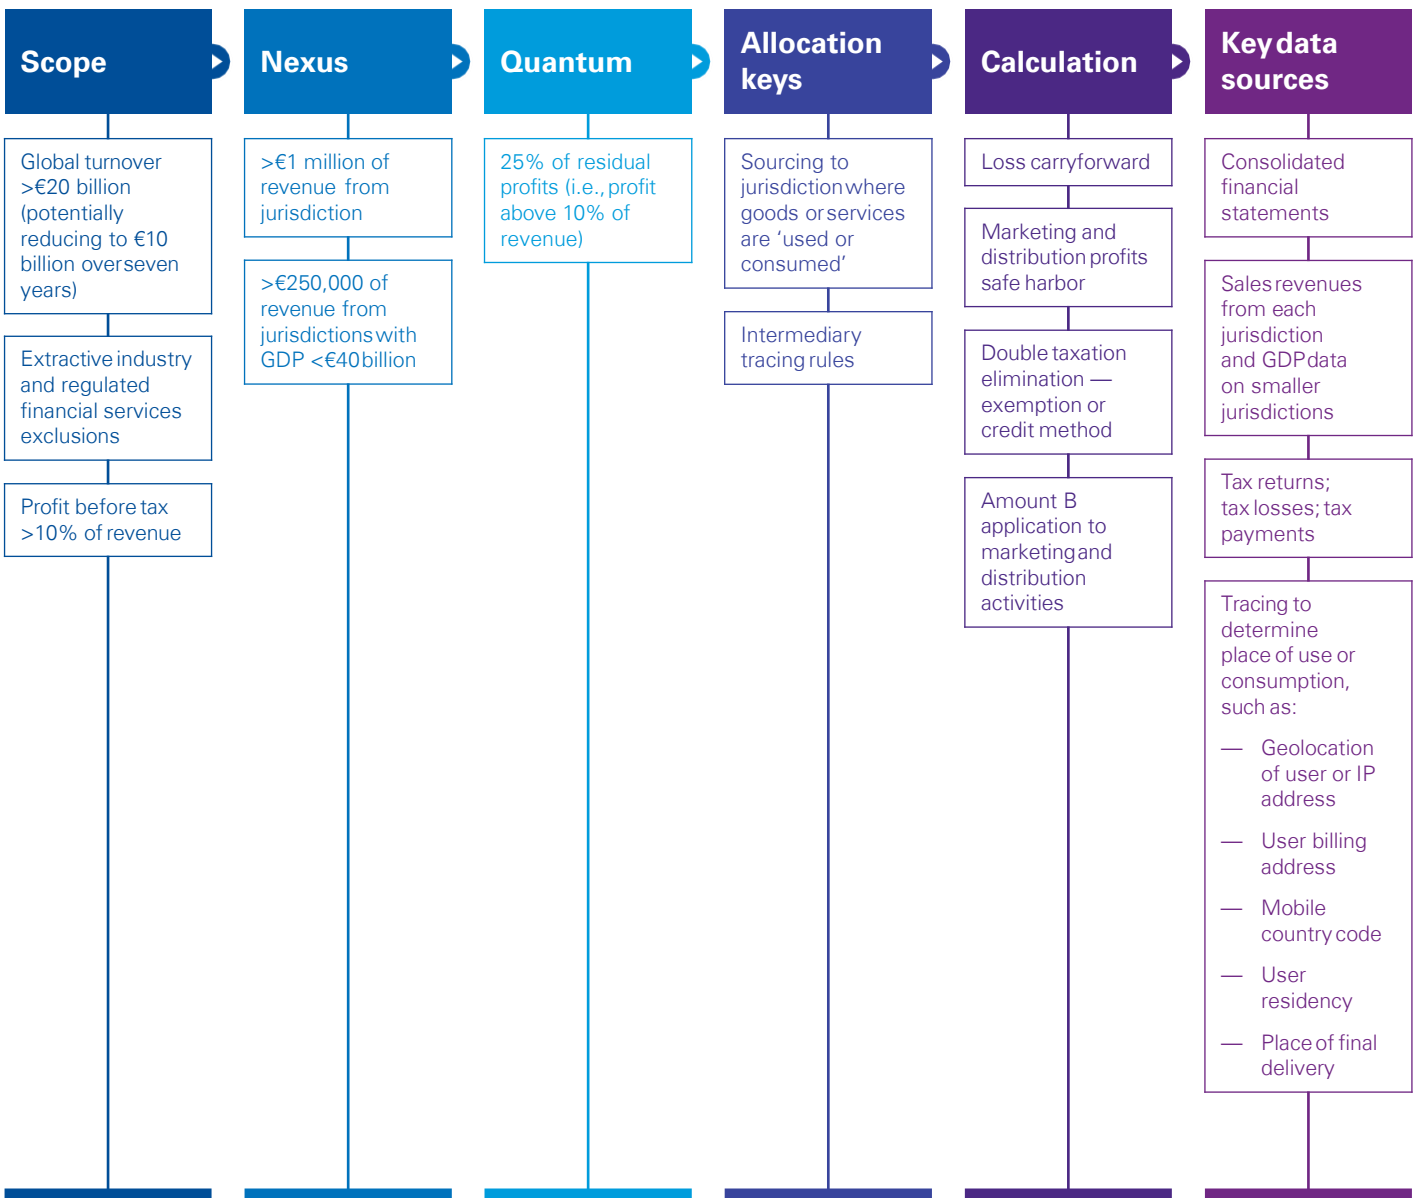 Scope
Global turnover
>€20 billion
(potentially
reducing to €10
billion over seven
years)
Extractive industry
and regulated
financial services
exclusions
Profit before tax
>10% of revenue
Nexus
>€1 million of
revenue from
jurisdiction
>€250,000 of
revenue from
jurisdictions with
GDP <€40 billion
Quantum
25% of residual
profits (i.e., profit
above 10% of
revenue)
Allocation
keys
Sourcing to
jurisdiction where
goods or services
are ‘used or
consumed’
Intermediary
tracing rules
Calculation
Loss carryforward
Marketing and
distribution profits
safe harbor
Double taxation
elimination —
exemption or
credit method
Amount B
application to
marketing and
distribution
activities
Key data
sources
Consolidated
financial
statements
Sales revenues
from each
jurisdiction
and GDP data
on smaller
jurisdictions
Tax returns;
tax losses; tax
payments
Tracing to
determine
place of use or
consumption,
such as:
— Geolocation
of user or IP
address
— User billing
address
— Mobile
country code
— User
residency
— Place of final
delivery